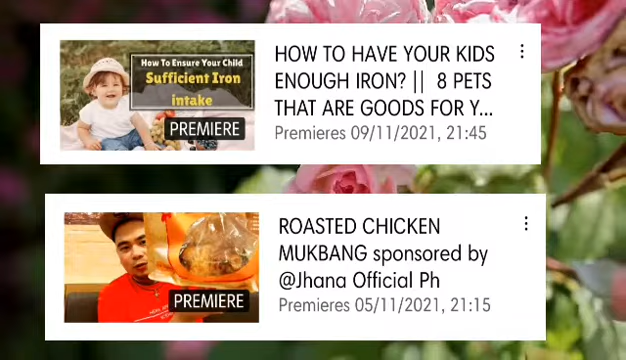 How To Ensure Your Child
Sufficient Iron
intake
PREMIERE
HOW TO HAVE YOUR KIDS
ENOUGH IRON? || 8 PETS
THAT ARE GOODS FOR Y...
Premieres 09/11/2021, 21:45
PREMIERE
ROASTED CHICKEN
MUKBANG sponsored by
@Jhana Official Ph
Premieres 05/11/2021, 21:15